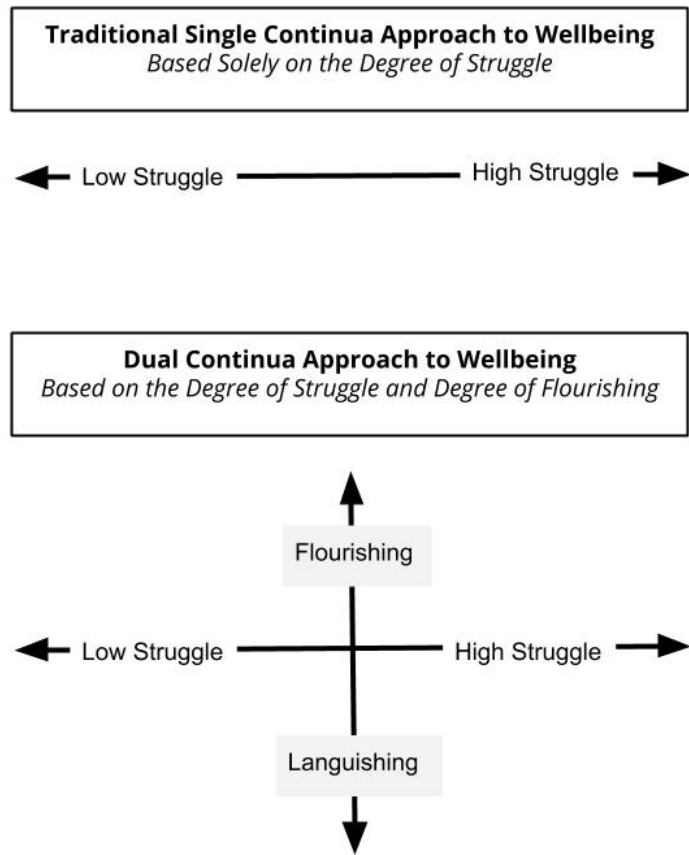 Traditional Single Continua Approach to Wellbeing
Based Solely on the Degree of Struggle
Low Struggle
High Struggle
Dual Continua Approach to Wellbeing
Based on the Degree of Struggle and Degree of Flourishing
Flourishing
Low Struggle
High Struggle
Languishing